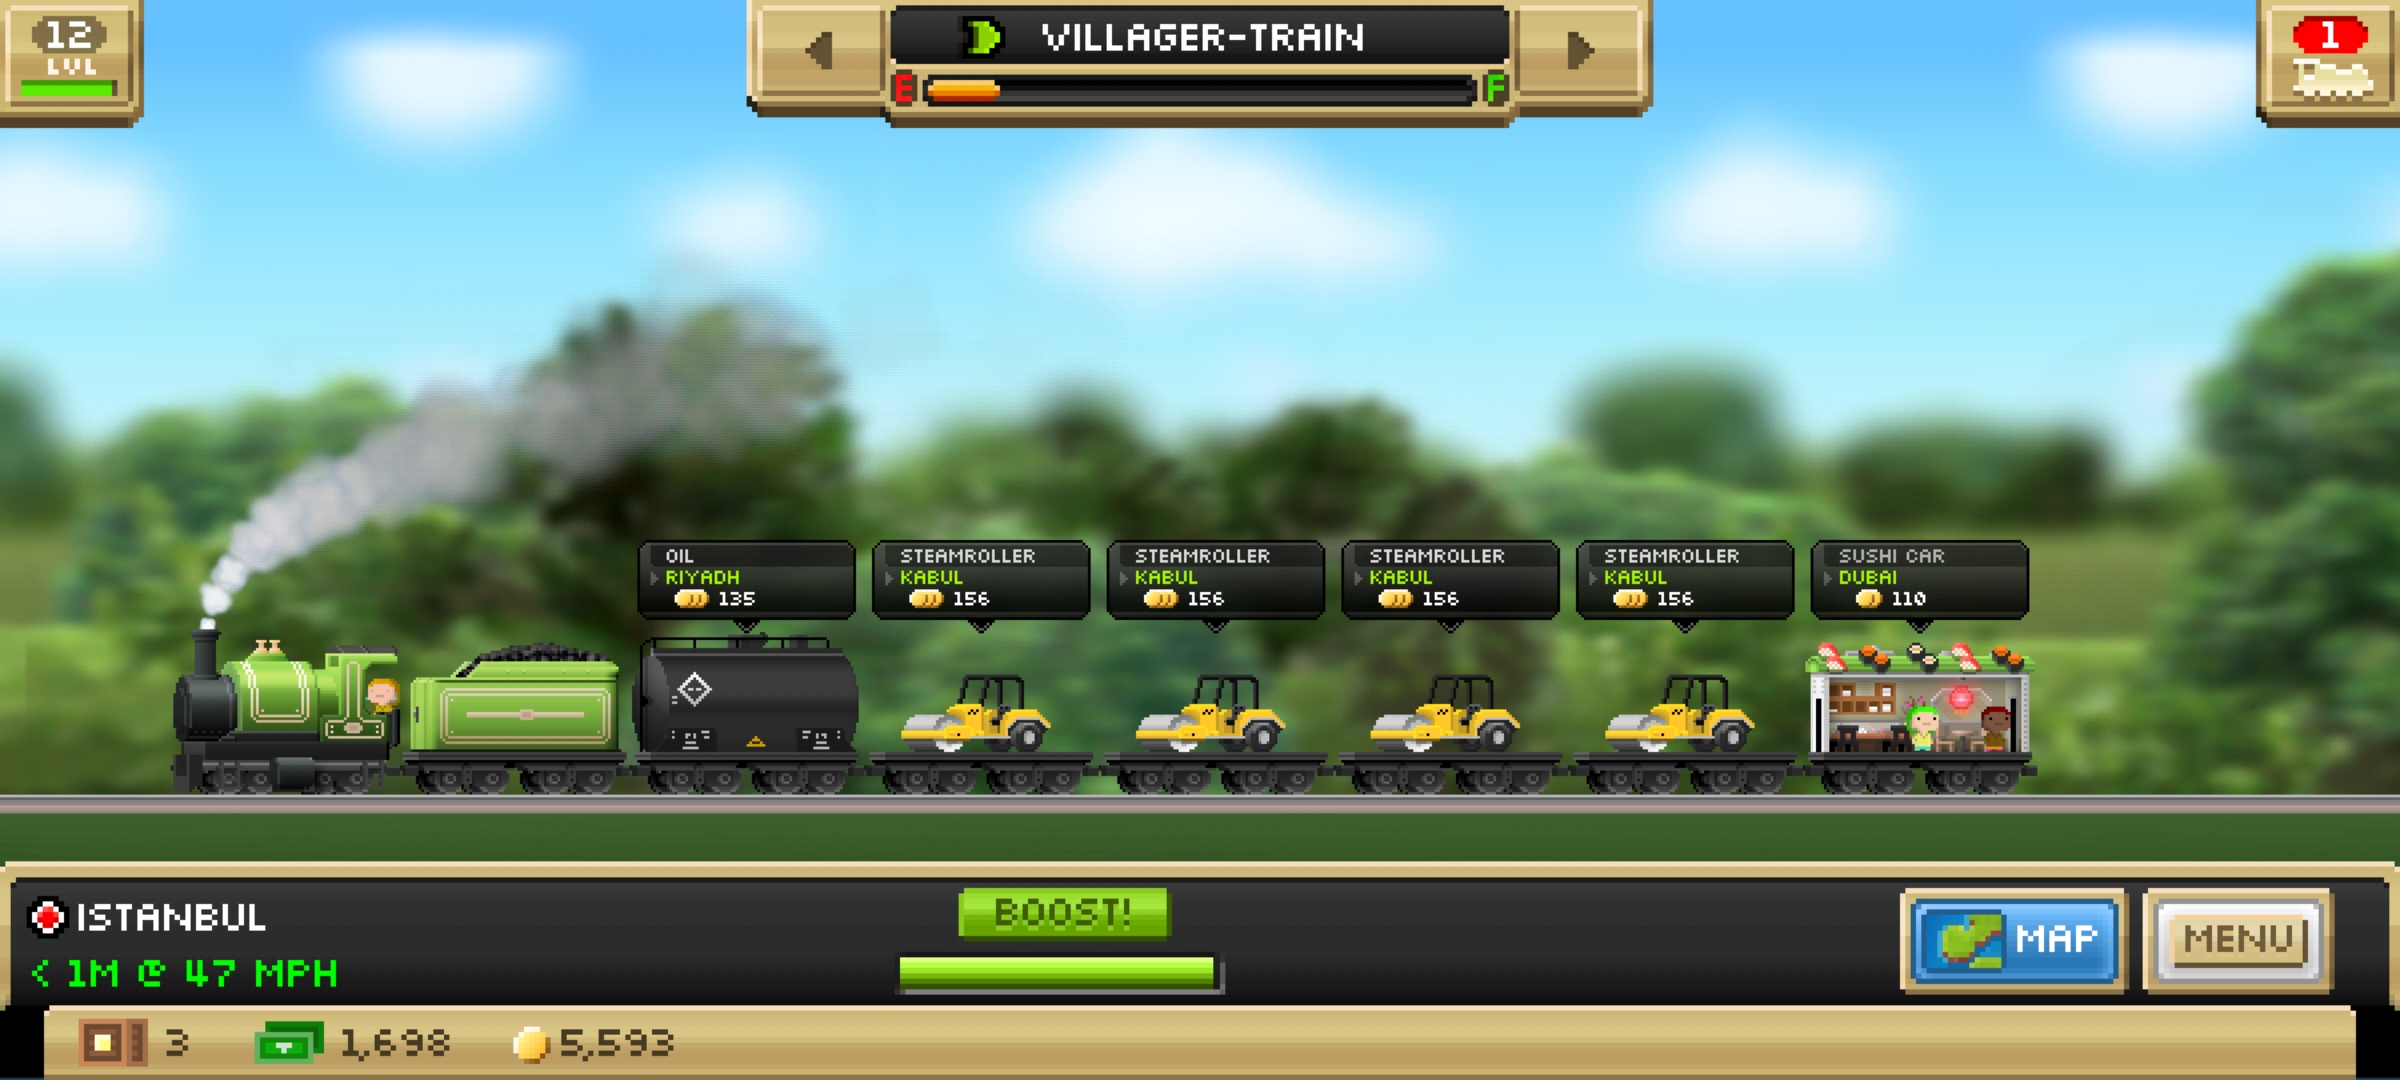 12
LVL
VILLAGER-TRAIN
E
F
1
OIL
RIYADH
135
STEAMROLLER
KABUL
156
STEAMROLLER
KABUL
156
STEAMROLLER
KABUL
156
STEAMROLLER
KABUL
156
SUSHI CAR
DUBAI
110
ISTANBUL
< 1M @ 47 MPH
BOOST!
MAP
MENU
3
1,698
5,593